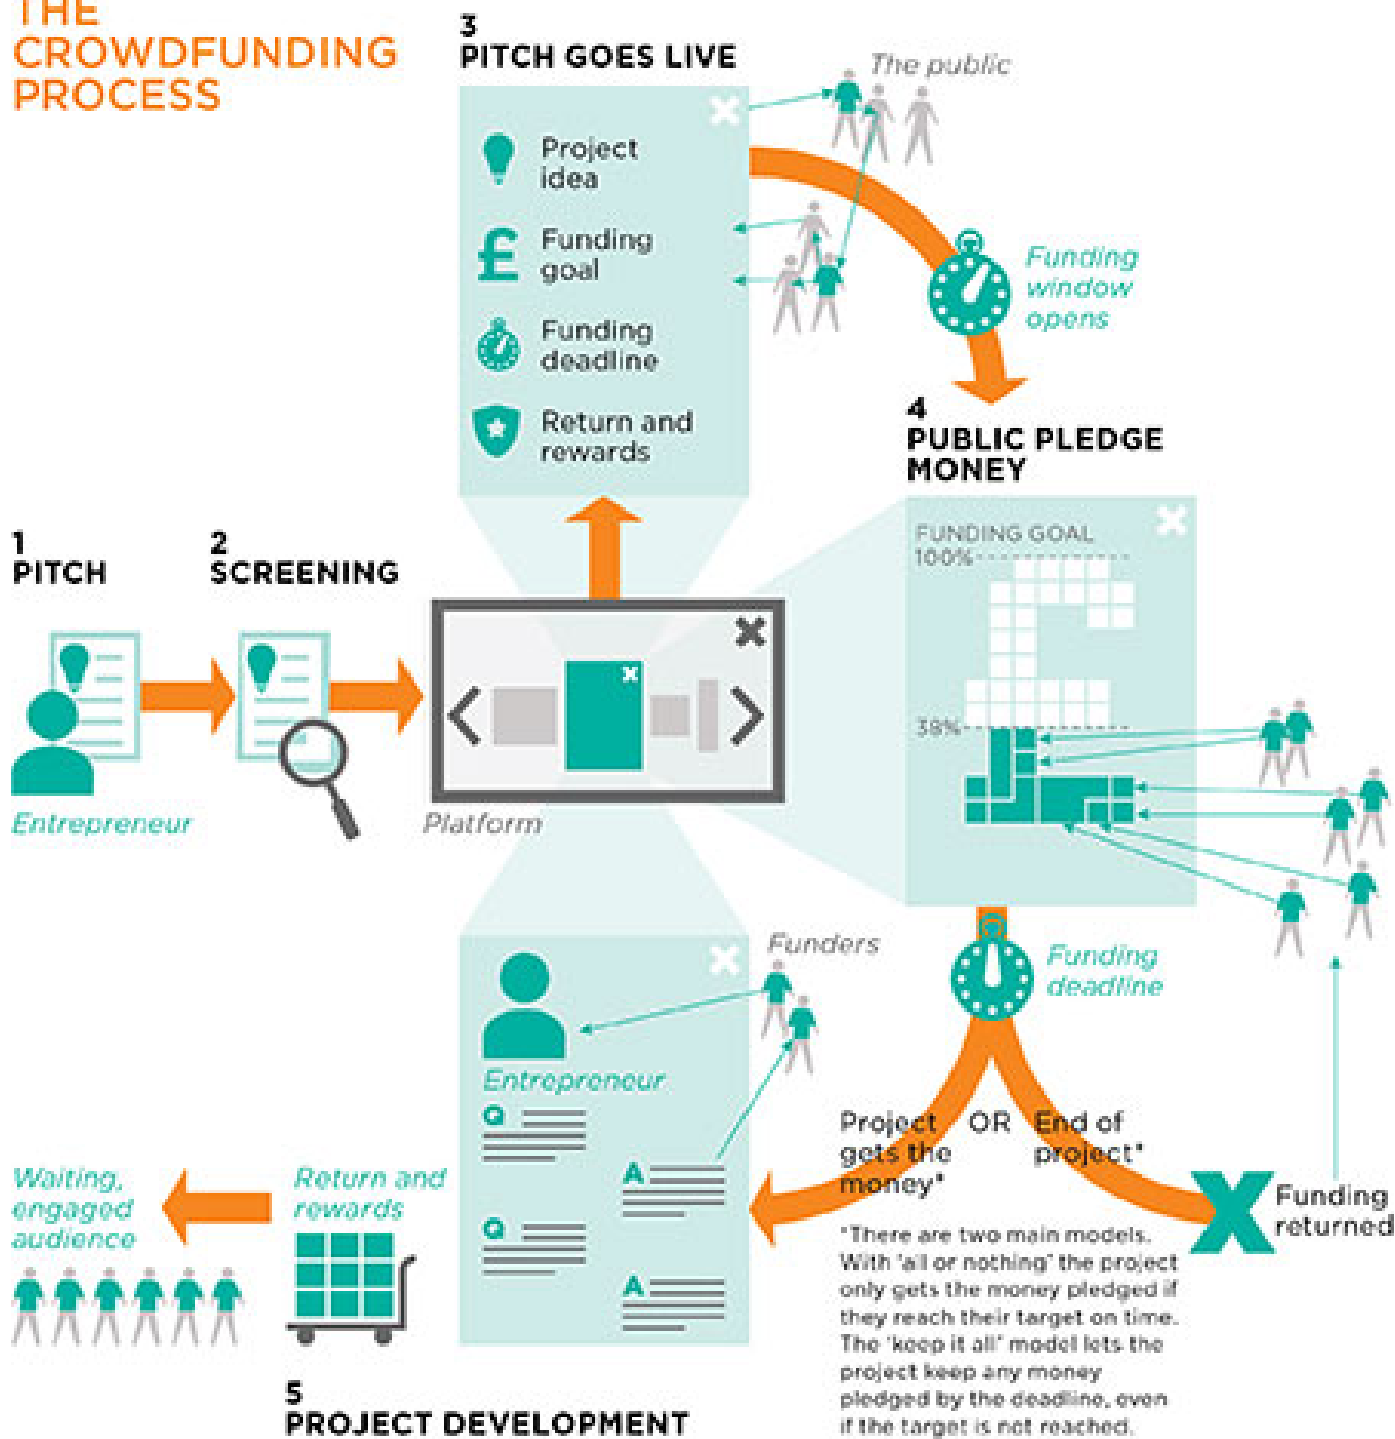 THE
CROWDFUNDING
PROCESS
3
PITCH GOES LIVE
The public
Project
idea
Funding
goal
Funding
deadline
Return and
rewards
Funding
window
opens
4
PUBLIC PLEDGE
MONEY
FUNDING GOAL
100%
38%
1
PITCH
2
SCREENING
Entrepreneur
Platform
Funding
deadline
Funders
Entrepreneur
Q
A
Q
A
Project
gets the
money*
OR
End of
project*
Funding
returned
Waiting,
engaged
audience
Return and
rewards
*There are two main models.
With 'all or nothing' the project
only gets the money pledged if
they reach their target on time.
The 'keep it all' model lets the
project keep any money
pledged by the deadline, even
if the target is not reached.
5
PROJECT DEVELOPMENT